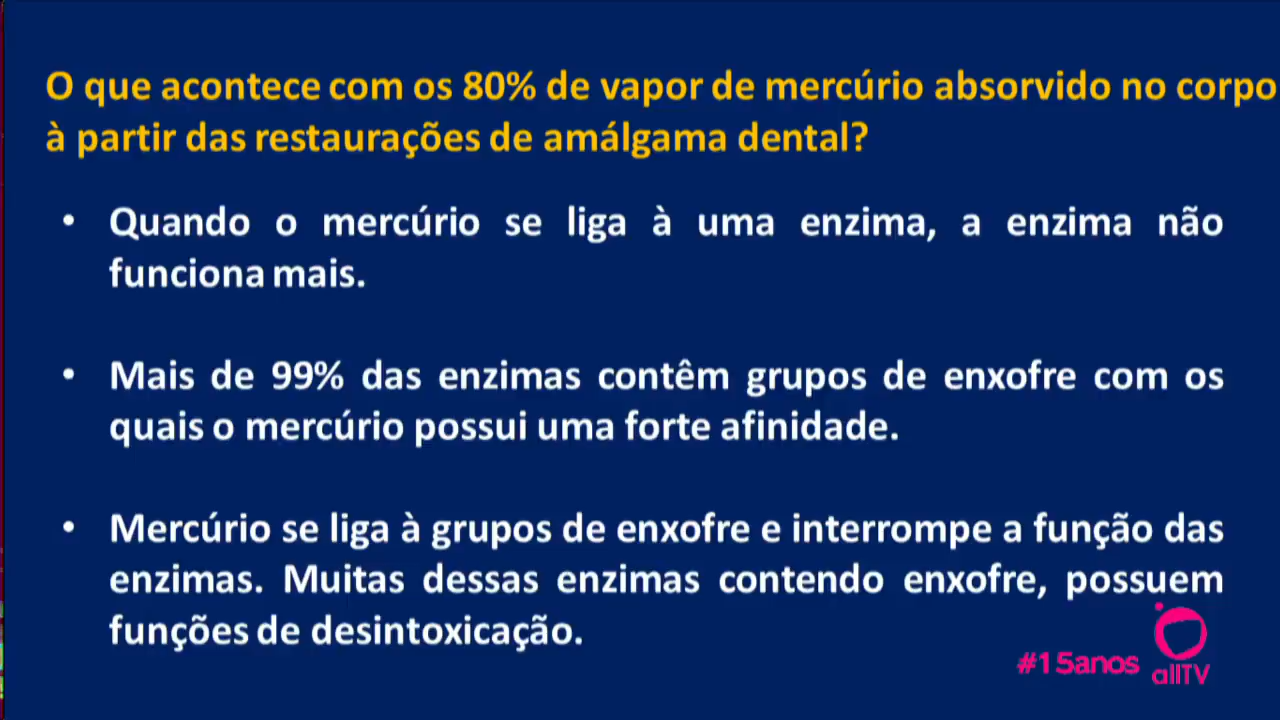 O que acontece com os 80% de vapor de mercúrio absorvido no corpo
à partir das restaurações de amálgama dental?
• Quando o mercúrio se liga à uma enzima, a enzima não
funciona mais.
• Mais de 99% das enzimas contêm grupos de enxofre com os
quais o mercúrio possui uma forte afinidade.
• Mercúrio se liga à grupos de enxofre e interrompe a função das
enzimas. Muitas dessas enzimas contendo enxofre, possuem
funções de desintoxicação.
#15anos
allTV